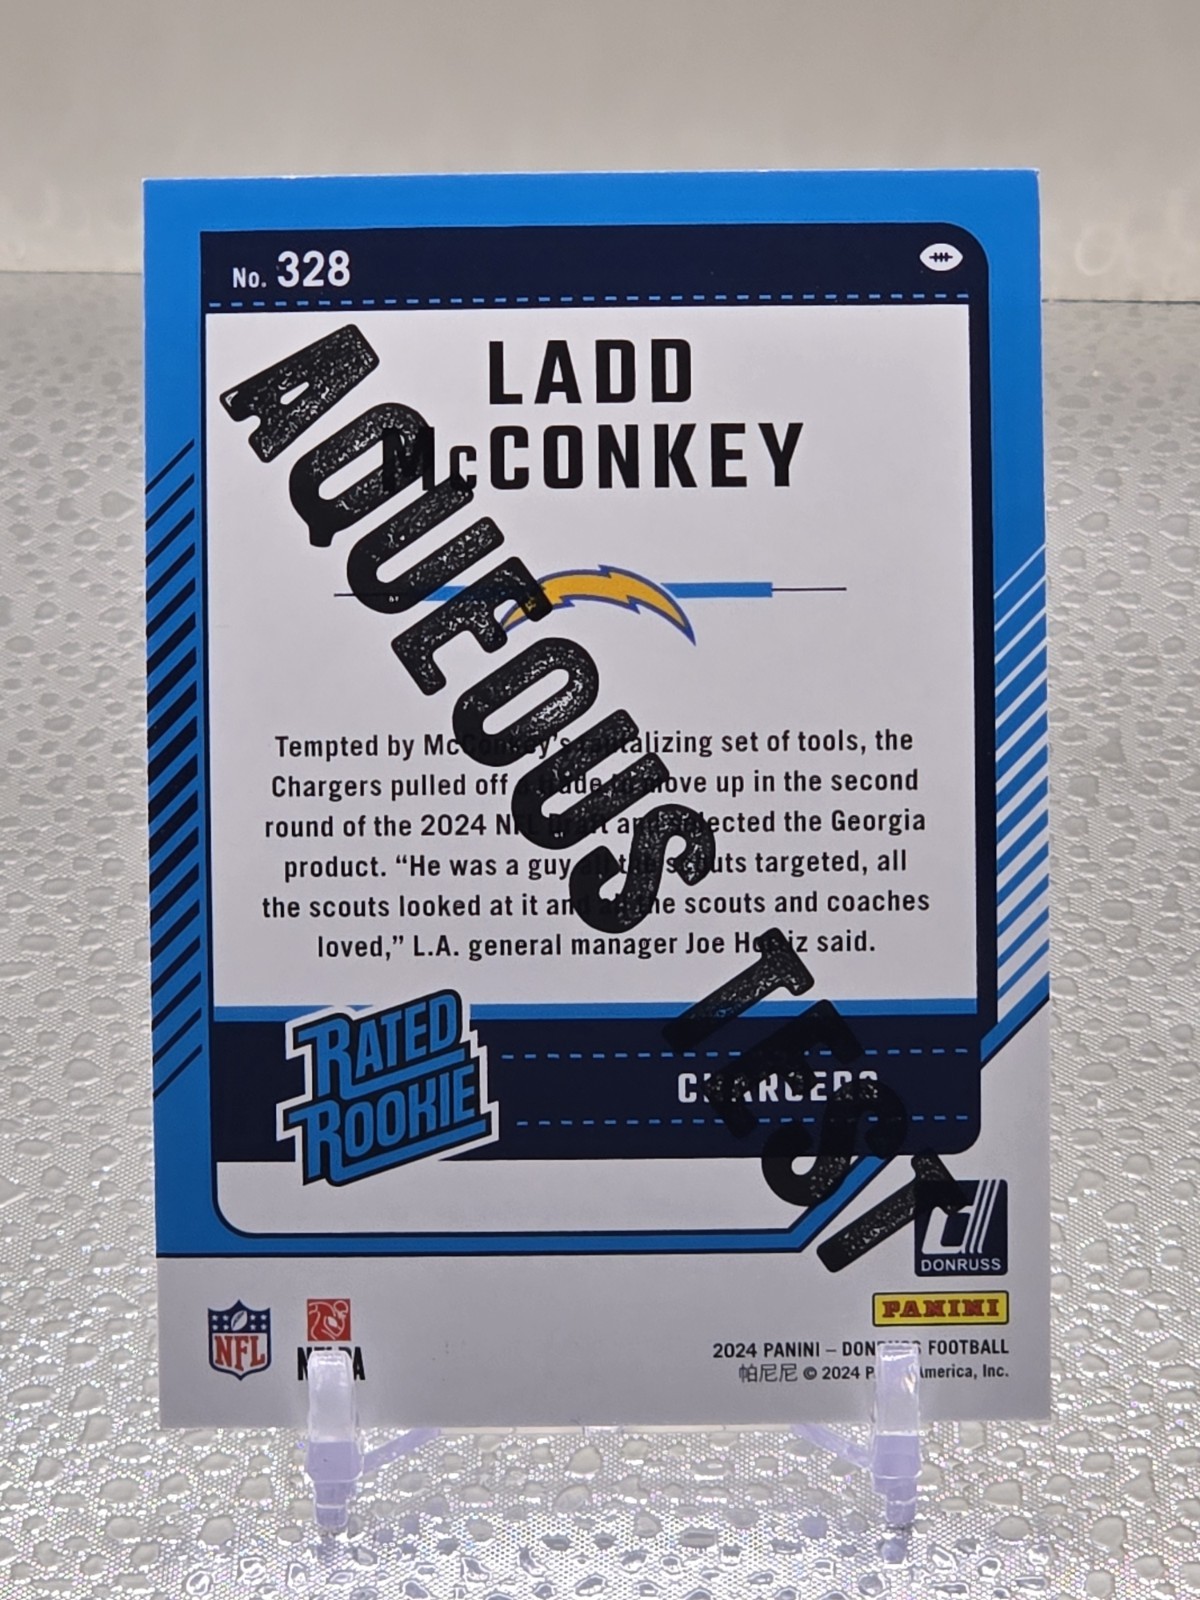 No. 328
LADD
McCONKEY
AQUEOUS TEST
Tempted by McConkey's tantalizing set of tools, the
Chargers pulled off a trade to move up in the second
round of the 2024 NFL Draft and selected the Georgia
product. “He was a guy all the scouts targeted, all
the scouts looked at it and all the scouts and coaches
loved,” L.A. general manager Joe Hortiz said.
RATED
ROOKIE
CHARGERS
DONRUSS
PANINI
NFL
NFLPA
2024 PANINI – DONRUSS FOOTBALL
帕尼尼 © 2024 Panini America, Inc.